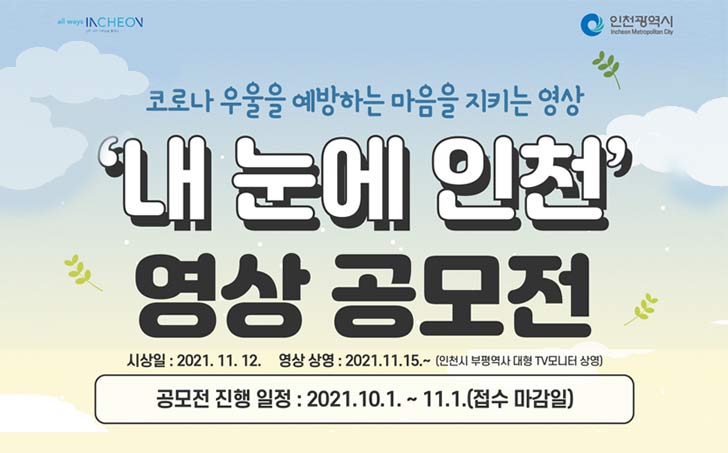 all ways INCHEON
인천광역시
Incheon Metropolitan City
코로나 우울을 예방하는 마음을 지키는 영상
‘내 눈에 인천’
영상 공모전
시상일 : 2021. 11. 12. 영상 상영 : 2021.11.15.~ (인천시 부평역사 대형 TV모니터 상영)
공모전 진행 일정 : 2021.10.1. ~ 11.1.(접수 마감일)